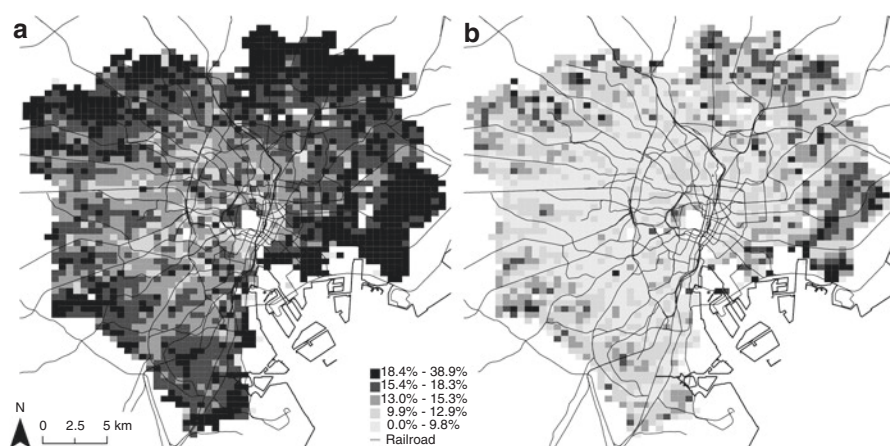 a
b
18.4% - 38.9%
15.4% - 18.3%
13.0% - 15.3%
9.9% - 12.9%
0.0% - 9.8%
Railroad
N
0 2.5 5 km